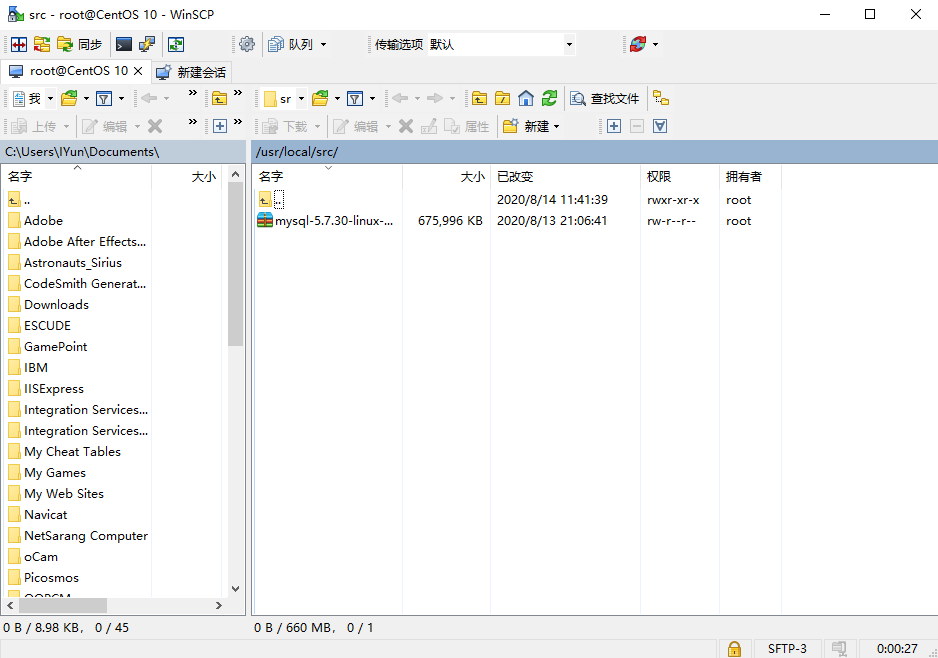 src - root@CentOS 10 - WinSCP
同步 队列 传输选项 默认
root@CentOS 10 新建会话
我 sr 查找文件
上传 编辑 下载 编辑 属性 新建
C:\Users\IYun\Documents\ /usr/local/src/
名字 大小 名字 大小 已改变 权限 拥有者
.. .. 2020/8/14 11:41:39 rwxr-xr-x root
Adobe mysql-5.7.30-linux-... 675,996 KB 2020/8/13 21:06:41 rw-r--r-- root
Adobe After Effects...
Astronauts_Sirius
CodeSmith Generat...
Downloads
ESCUDE
GamePoint
IBM
IISExpress
Integration Services...
Integration Services...
My Cheat Tables
My Games
My Web Sites
Navicat
NetSarang Computer
oCam
Picosmos
0 B / 8.98 KB, 0 / 45 0 B / 660 MB, 0 / 1
SFTP-3 0:00:27